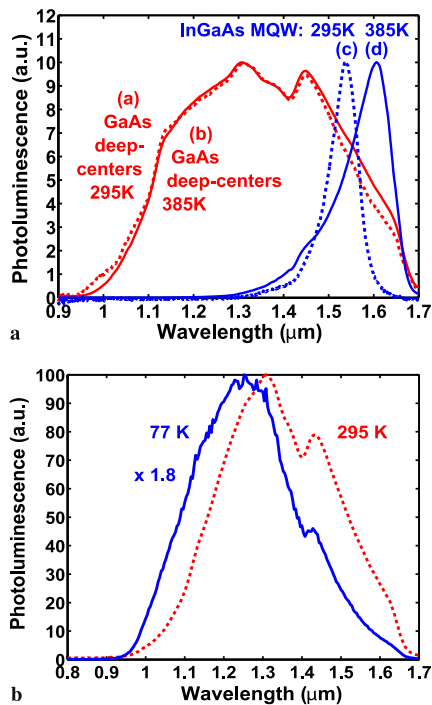 InGaAs MQW: 295K 385K
(c) (d)
(a)
GaAs
deep-
centers
295K
(b)
GaAs
deep-centers
385K
Photoluminescence (a.u.)
12
10
9
8
7
6
5
4
3
2
1
0
0.9 1 1.1 1.2 1.3 1.4 1.5 1.6 1.7
Wavelength (μm)
a
77 K
x 1.8
295 K
Photoluminescence (a.u.)
100
90
80
70
60
50
40
30
20
10
0
0.8 0.9 1 1.1 1.2 1.3 1.4 1.5 1.6 1.7
Wavelength (μm)
b